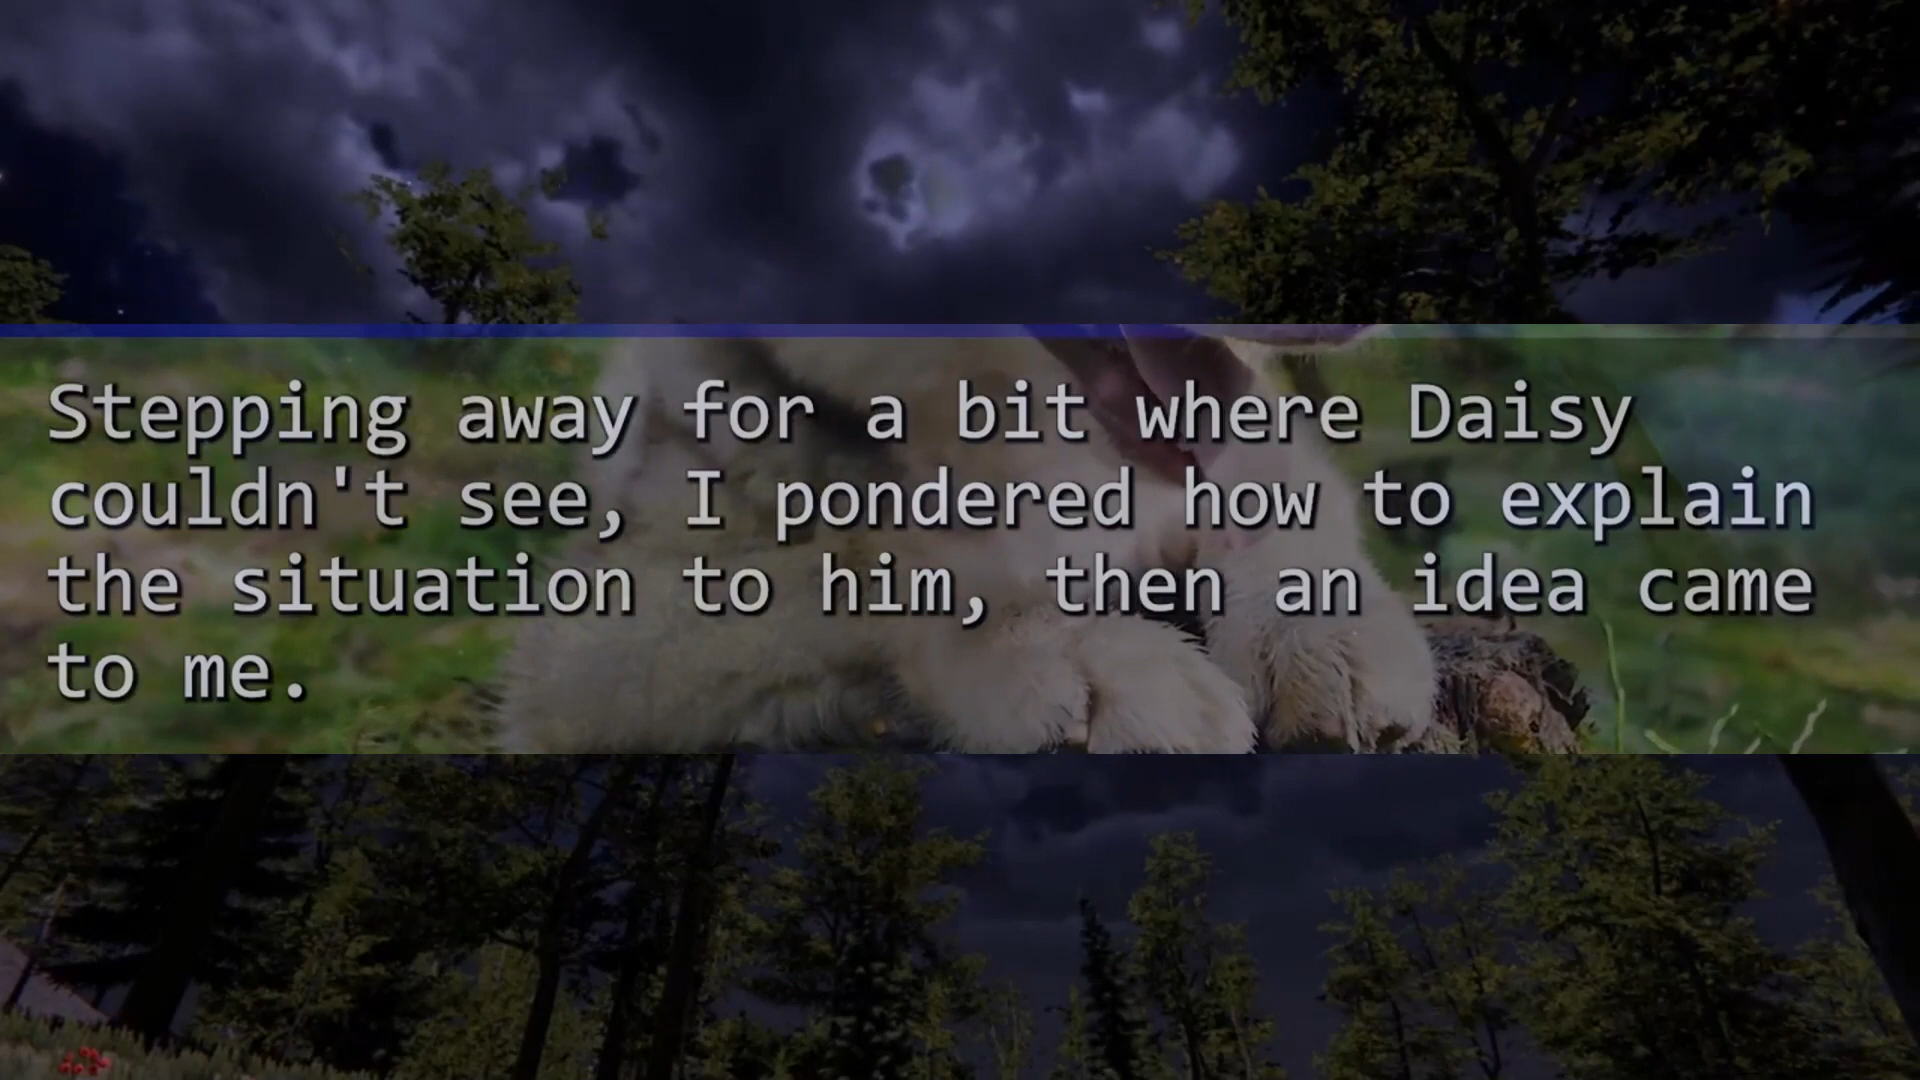 Stepping away for a bit where Daisy
couldn't see, I pondered how to explain
the situation to him, then an idea came
to me.